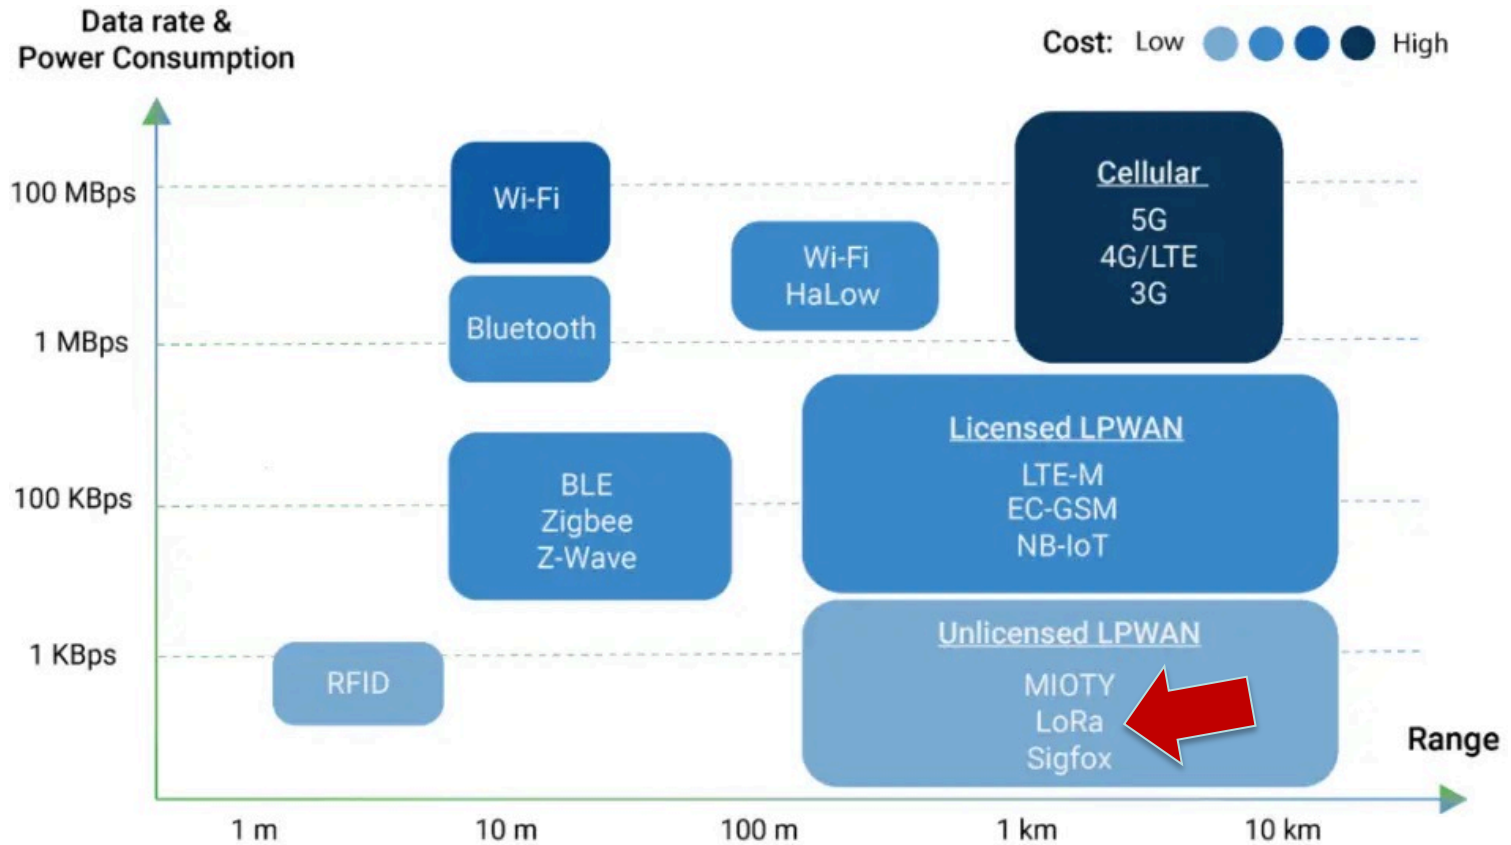 Data rate &
Power Consumption
Cost: Low High
100 MBps
1 MBps
100 KBps
1 KBps
Wi-Fi
Bluetooth
Wi-Fi
HaLow
Cellular
5G
4G/LTE
3G
BLE
Zigbee
Z-Wave
Licensed LPWAN
LTE-M
EC-GSM
NB-IoT
RFID
Unlicensed LPWAN
MIOTY
LoRa
Sigfox
Range
1 m
10 m
100 m
1 km
10 km